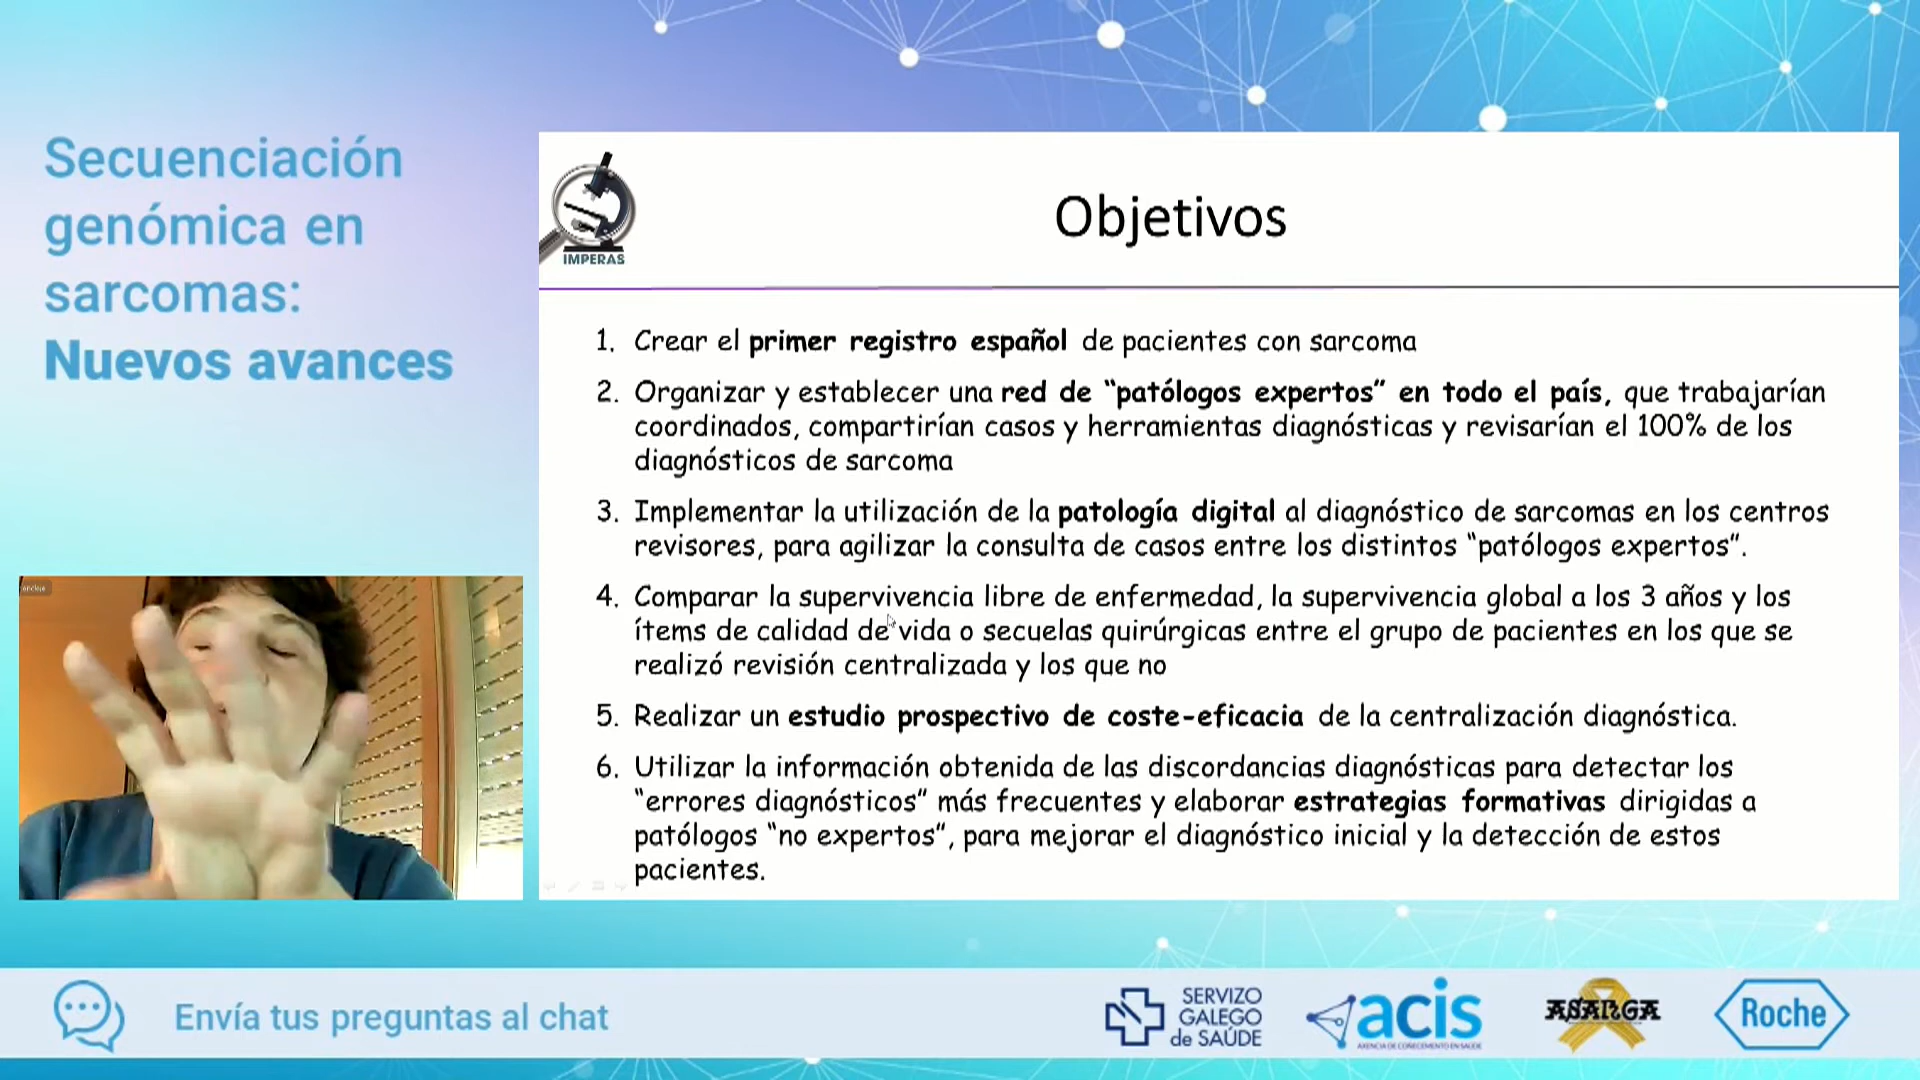 Secuenciación
genómica en
sarcomas:
Nuevos avances
IMPERAS
Objetivos
1. Crear el primer registro español de pacientes con sarcoma
2. Organizar y establecer una red de “patólogos expertos” en todo el país, que trabajarían
coordinados, compartirían casos y herramientas diagnósticas y revisarían el 100% de los
diagnósticos de sarcoma
3. Implementar la utilización de la patología digital al diagnóstico de sarcomas en los centros
revisores, para agilizar la consulta de casos entre los distintos “patólogos expertos”.
4. Comparar la supervivencia libre de enfermedad, la supervivencia global a los 3 años y los
ítems de calidad de vida o secuelas quirúrgicas entre el grupo de pacientes en los que se
realizó revisión centralizada y los que no
5. Realizar un estudio prospectivo de coste-eficacia de la centralización diagnóstica.
6. Utilizar la información obtenida de las discordancias diagnósticas para detectar los
“errores diagnósticos” más frecuentes y elaborar estrategias formativas dirigidas a
patólogos “no expertos”, para mejorar el diagnóstico inicial y la detección de estos
pacientes.
Envía tus preguntas al chat
SERVIZO
GALEGO
de SAÚDE
acis
AXENCIA DE COÑECEMENTO EN SAÚDE
ASARGA
Roche